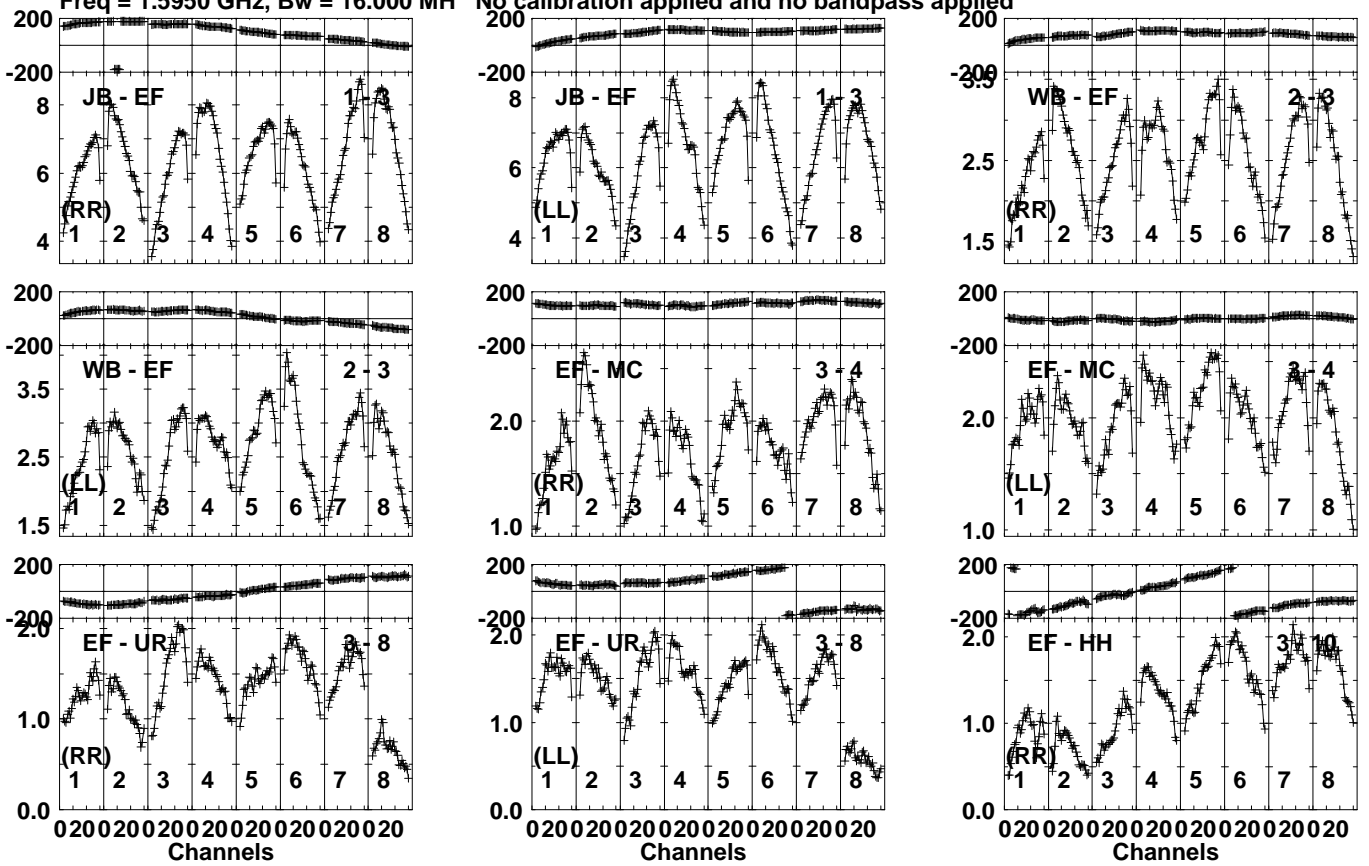 Freq = 1.5950 GHz, Bw = 16.000 MH No calibration applied and no bandpass applied
200
-200
JB - EF 1 - 3
8
6
4
(RR)
1 2 3 4 5 6 7 8
200
-200
JB - EF 1 - 3
8
6
4
(LL)
1 2 3 4 5 6 7 8
200
-200
3.5
WB - EF 2 - 3
2.5
1.5
(RR)
1 2 3 4 5 6 7 8
200
-200
WB - EF 2 - 3
3.5
2.5
1.5
(LL)
1 2 3 4 5 6 7 8
200
-200
EF - MC 3 - 4
2.0
1.0
(RR)
1 2 3 4 5 6 7 8
200
-200
EF - MC 3 - 4
2.0
1.0
(LL)
1 2 3 4 5 6 7 8
200
-200
2.0
EF - UR 3 - 8
1.0
0.0
(RR)
1 2 3 4 5 6 7 8
0 20 0 20 0 20 0 20 0 20 0 20 0 20 0 20
Channels
200
-200
EF - UR 3 - 8
2.0
1.0
0.0
(LL)
1 2 3 4 5 6 7 8
0 20 0 20 0 20 0 20 0 20 0 20 0 20 0 20
Channels
200
-200
EF - HH 3 - 10
2.0
1.0
0.0
(RR)
1 2 3 4 5 6 7 8
0 20 0 20 0 20 0 20 0 20 0 20 0 20 0 20
Channels